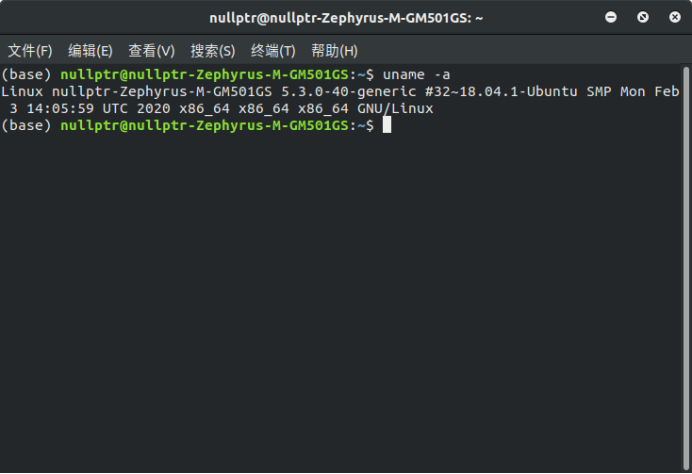 nullptr@nullptr-Zephyrus-M-GM501GS: ~
文件(F) 编辑(E) 查看(V) 搜索(S) 终端(T) 帮助(H)
(base) nullptr@nullptr-Zephyrus-M-GM501GS:~$ uname -a
Linux nullptr-Zephyrus-M-GM501GS 5.3.0-40-generic #32~18.04.1-Ubuntu SMP Mon Feb
 3 14:05:59 UTC 2020 x86_64 x86_64 x86_64 GNU/Linux
(base) nullptr@nullptr-Zephyrus-M-GM501GS:~$